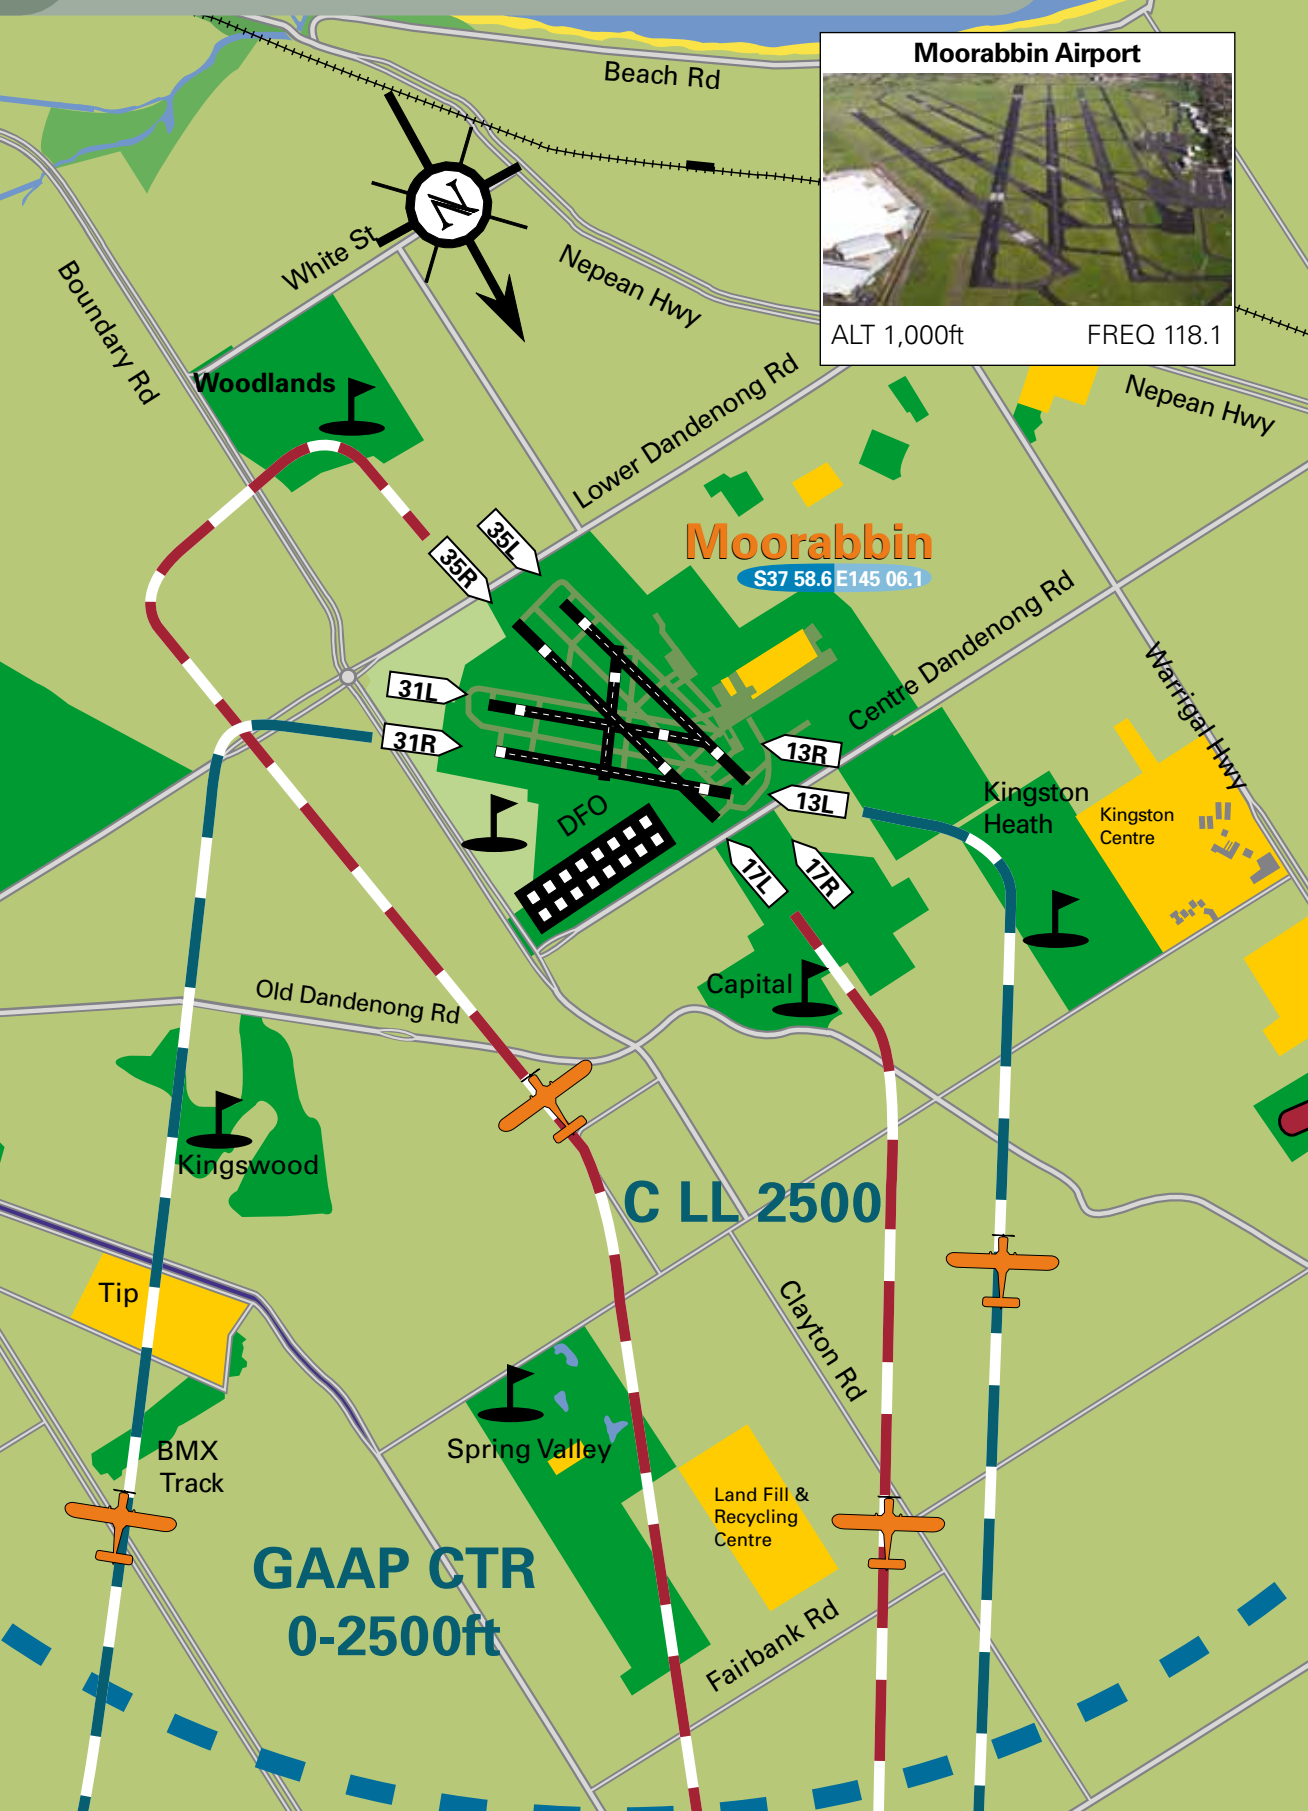 Moorabbin Airport
ALT 1,000ft FREQ 118.1
Beach Rd
White St
Nepean Hwy
Boundary Rd
Nepean Hwy
Woodlands
Lower Dandenong Rd
Moorabbin
S37 58.6 E145 06.1
35L
35R
31L
31R
13R
13L
17L
17R
Centre Dandenong Rd
Warrigal Hwy
DFO
Kingston
Heath
Kingston
Centre
Capital
Old Dandenong Rd
Kingswood
C LL 2500
Tip
Clayton Rd
BMX
Track
Spring Valley
Land Fill &
Recycling
Centre
GAAP CTR
0-2500ft
Fairbank Rd
N